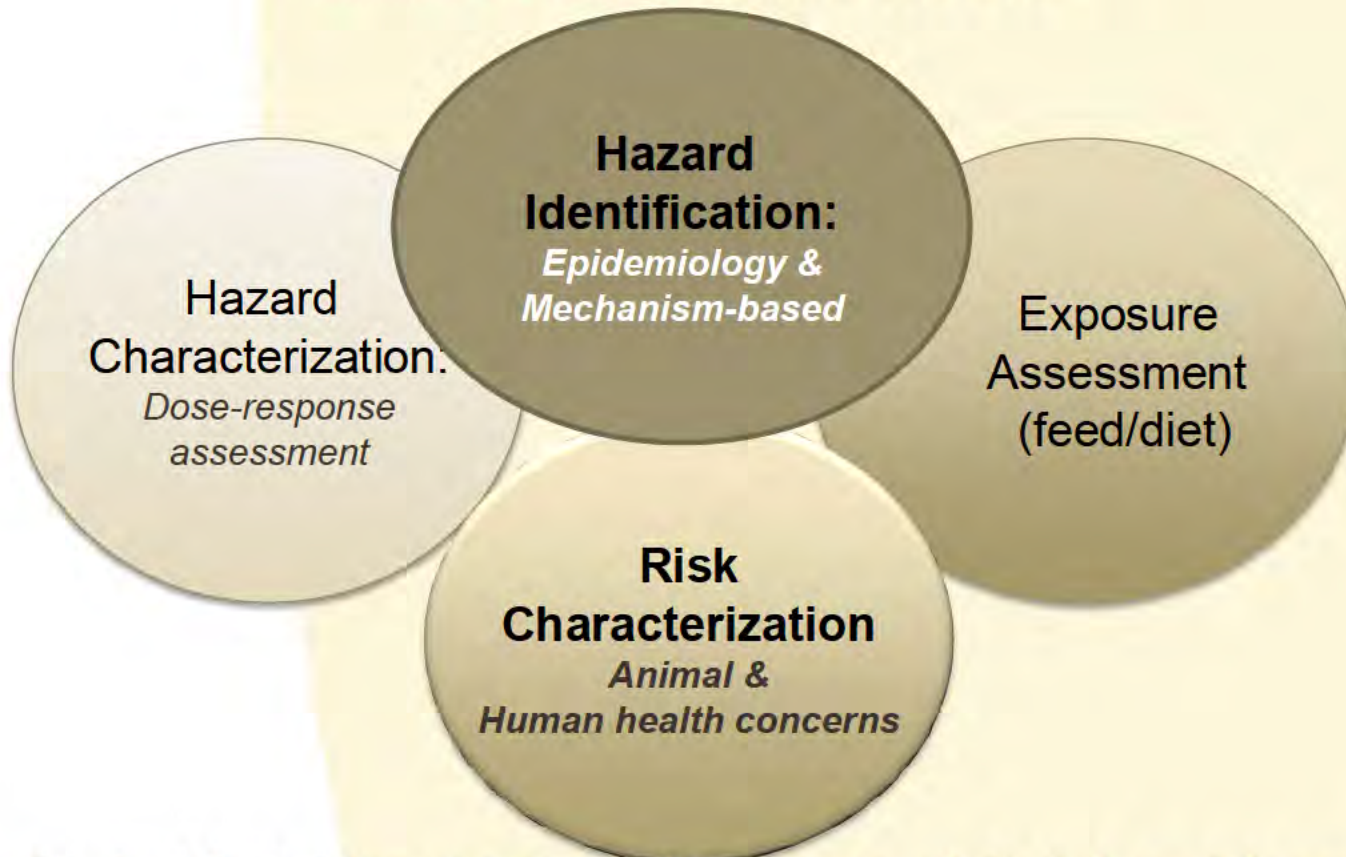 Hazard
Identification:
Epidemiology &
Mechanism-based
Hazard
Characterization:
Dose-response
assessment
Exposure
Assessment
(feed/diet)
Risk
Characterization
Animal &
Human health concerns